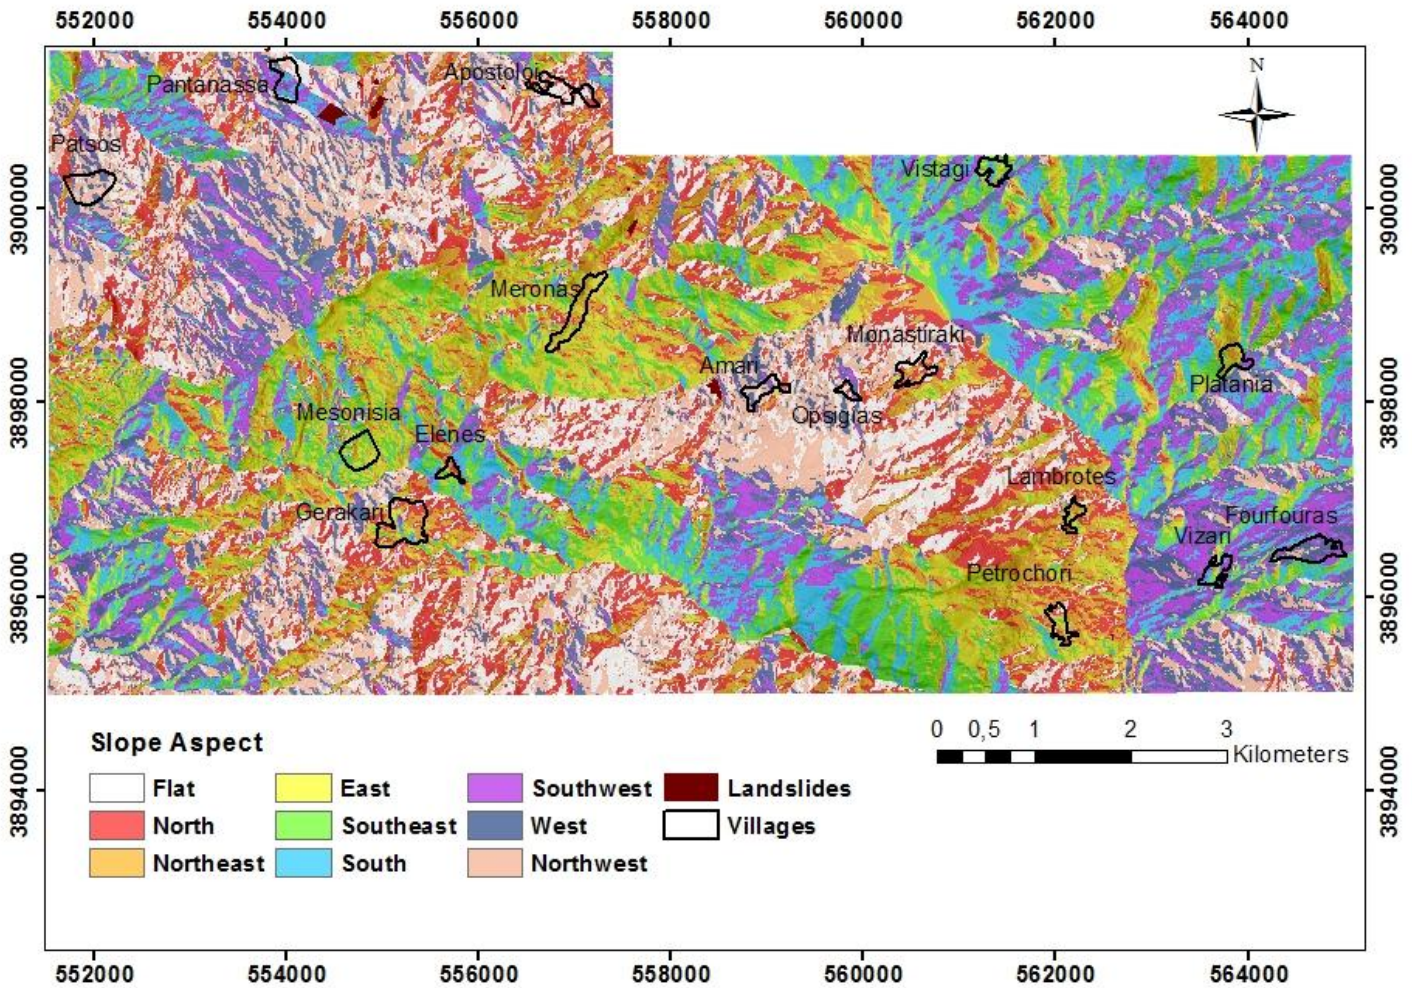 552000 554000 556000 558000 560000 562000 564000
N
Pantanassa
Apostoloi
Patsos
Vistagi
3900000
3900000
Meronas
Monastiraki
Amari
Platania
Opsigias
3898000
3898000
Mesonisia
Elenes
Lambrotes
Gerakari
Fourfouras
Vizari
Petrochori
3896000
3896000
0 0,5 1 2 3
Kilometers
Slope Aspect
Flat East Southwest Landslides
North Southeast West Villages
Northeast South Northwest
3894000
3894000
552000 554000 556000 558000 560000 562000 564000